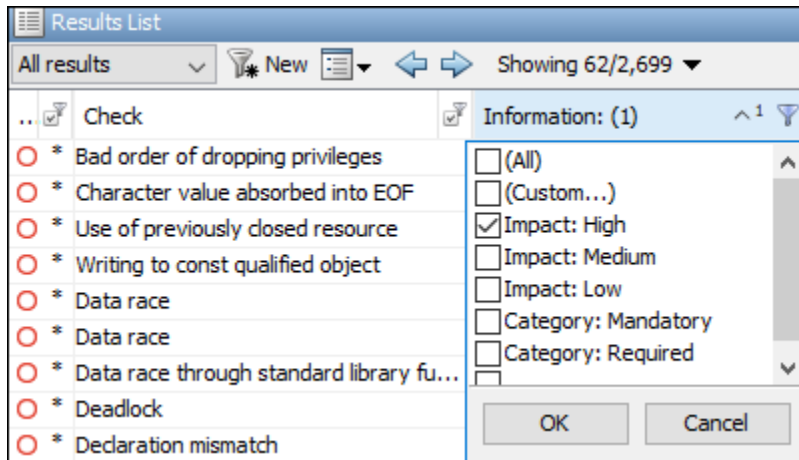 Results List
All results New Showing 62/2,699
... Check Information: (1) 1
* Bad order of dropping privileges
(All)
* Character value absorbed into EOF
(Custom...)
* Use of previously closed resource
Impact: High
* Writing to const qualified object
Impact: Medium
* Data race
Impact: Low
* Data race
Category: Mandatory
* Data race through standard library fu...
Category: Required
* Deadlock
OK Cancel
* Declaration mismatch